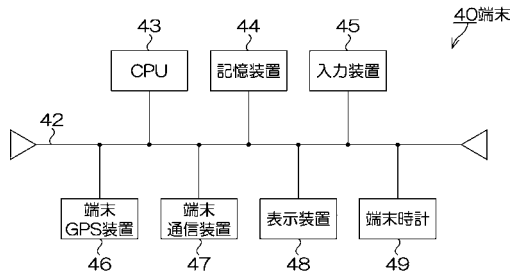 40端末
43
44
45
CPU
記憶装置
入力装置
42
端末
GPS装置
端末
通信装置
表示装置
端末時計
46
47
48
49